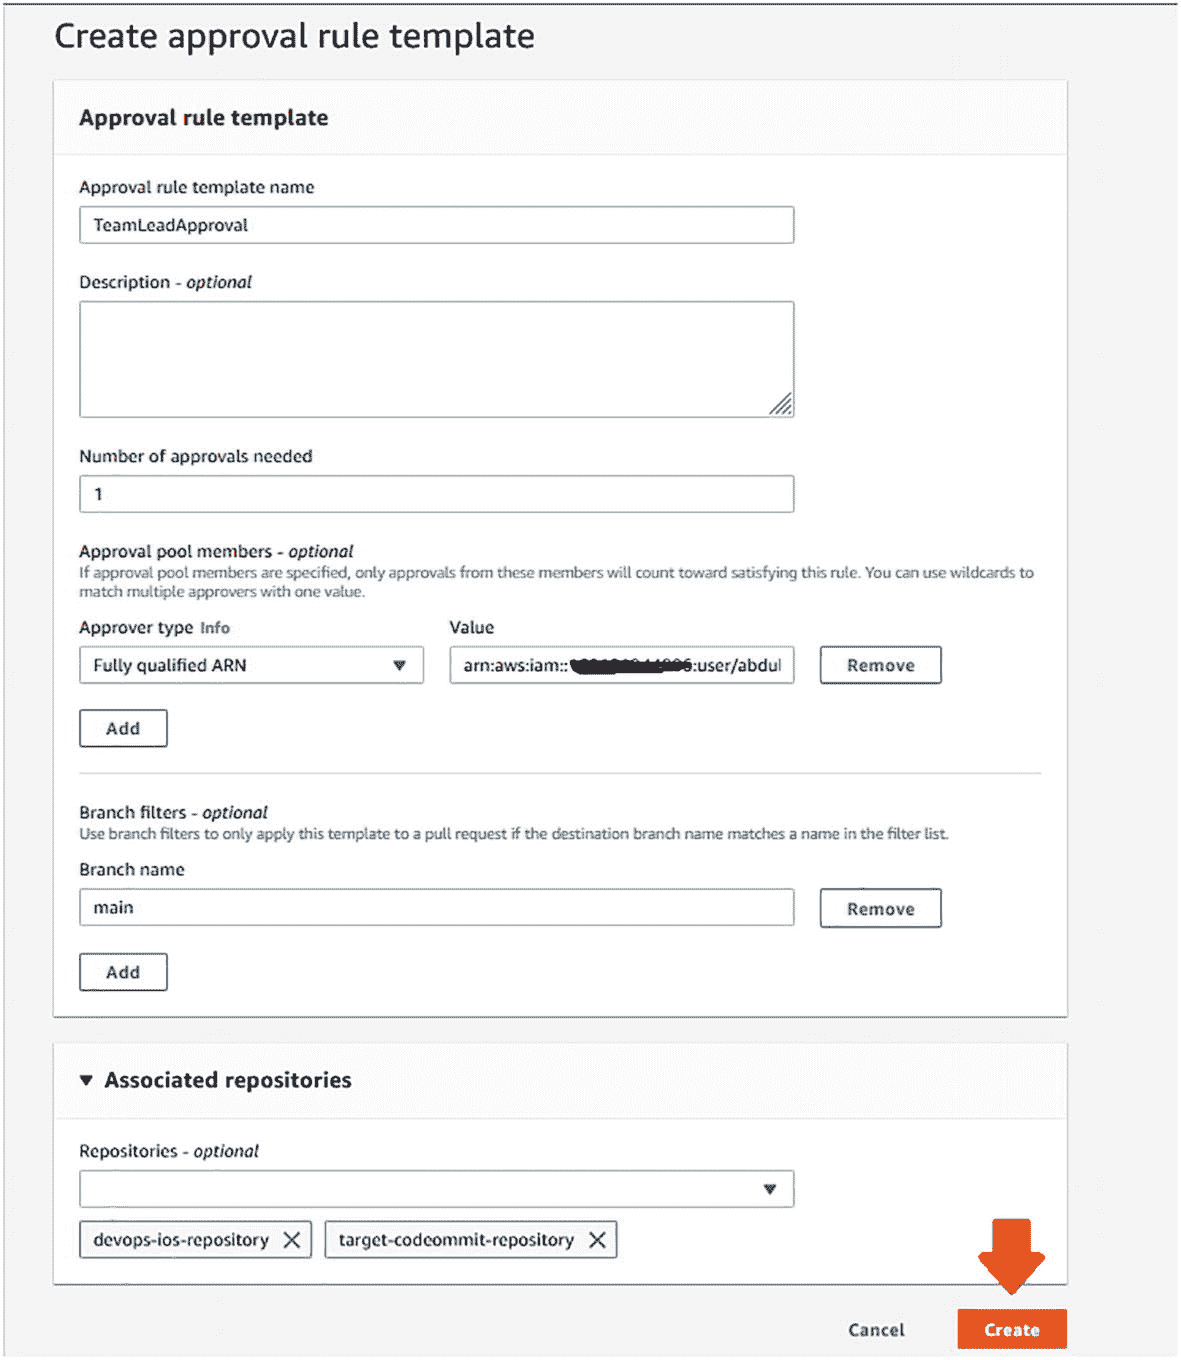 Create approval rule template
Approval rule template
Approval rule template name
TeamLeadApproval
Description - optional
Number of approvals needed
1
Approval pool members - optional
If approval pool members are specified, only approvals from these members will count toward satisfying this rule. You can use wildcards to
match multiple approvers with one value.
Approver type Info
Value
Fully qualified ARN
arn:aws:iam:: :user/abdul
Remove
Add
Branch filters - optional
Use branch filters to only apply this template to a pull request if the destination branch name matches a name in the filter list.
Branch name
main
Remove
Add
Associated repositories
Repositories - optional
devops-ios-repository
target-codeommit-repository
Cancel
Create